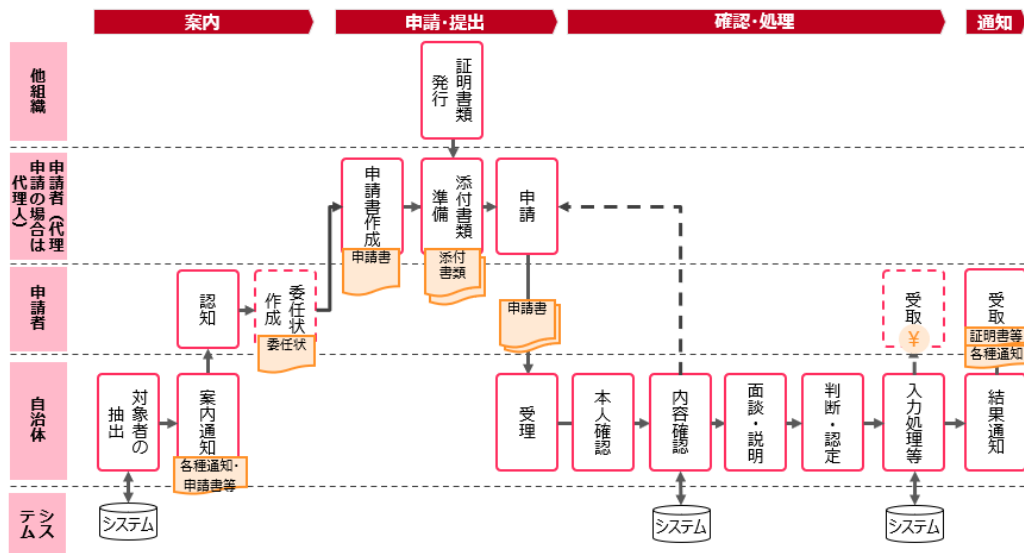 案内
申請・提出
確認・処理
通知
他組織
証明書類
発行
申請者（代理
申請の場合は
代理人）
申請書作成
申請書
添付書類
準備
添付
書類
申請
申請者
認知
委任状
作成
委任状
申請書
受取
¥
受取
証明書等
各種通知
自治体
対象者の
抽出
案内通知
各種通知・
申請書等
受理
本人確認
内容確認
面談・説明
判断・認定
入力処理等
結果通知
シス
テム
システム
システム
システム